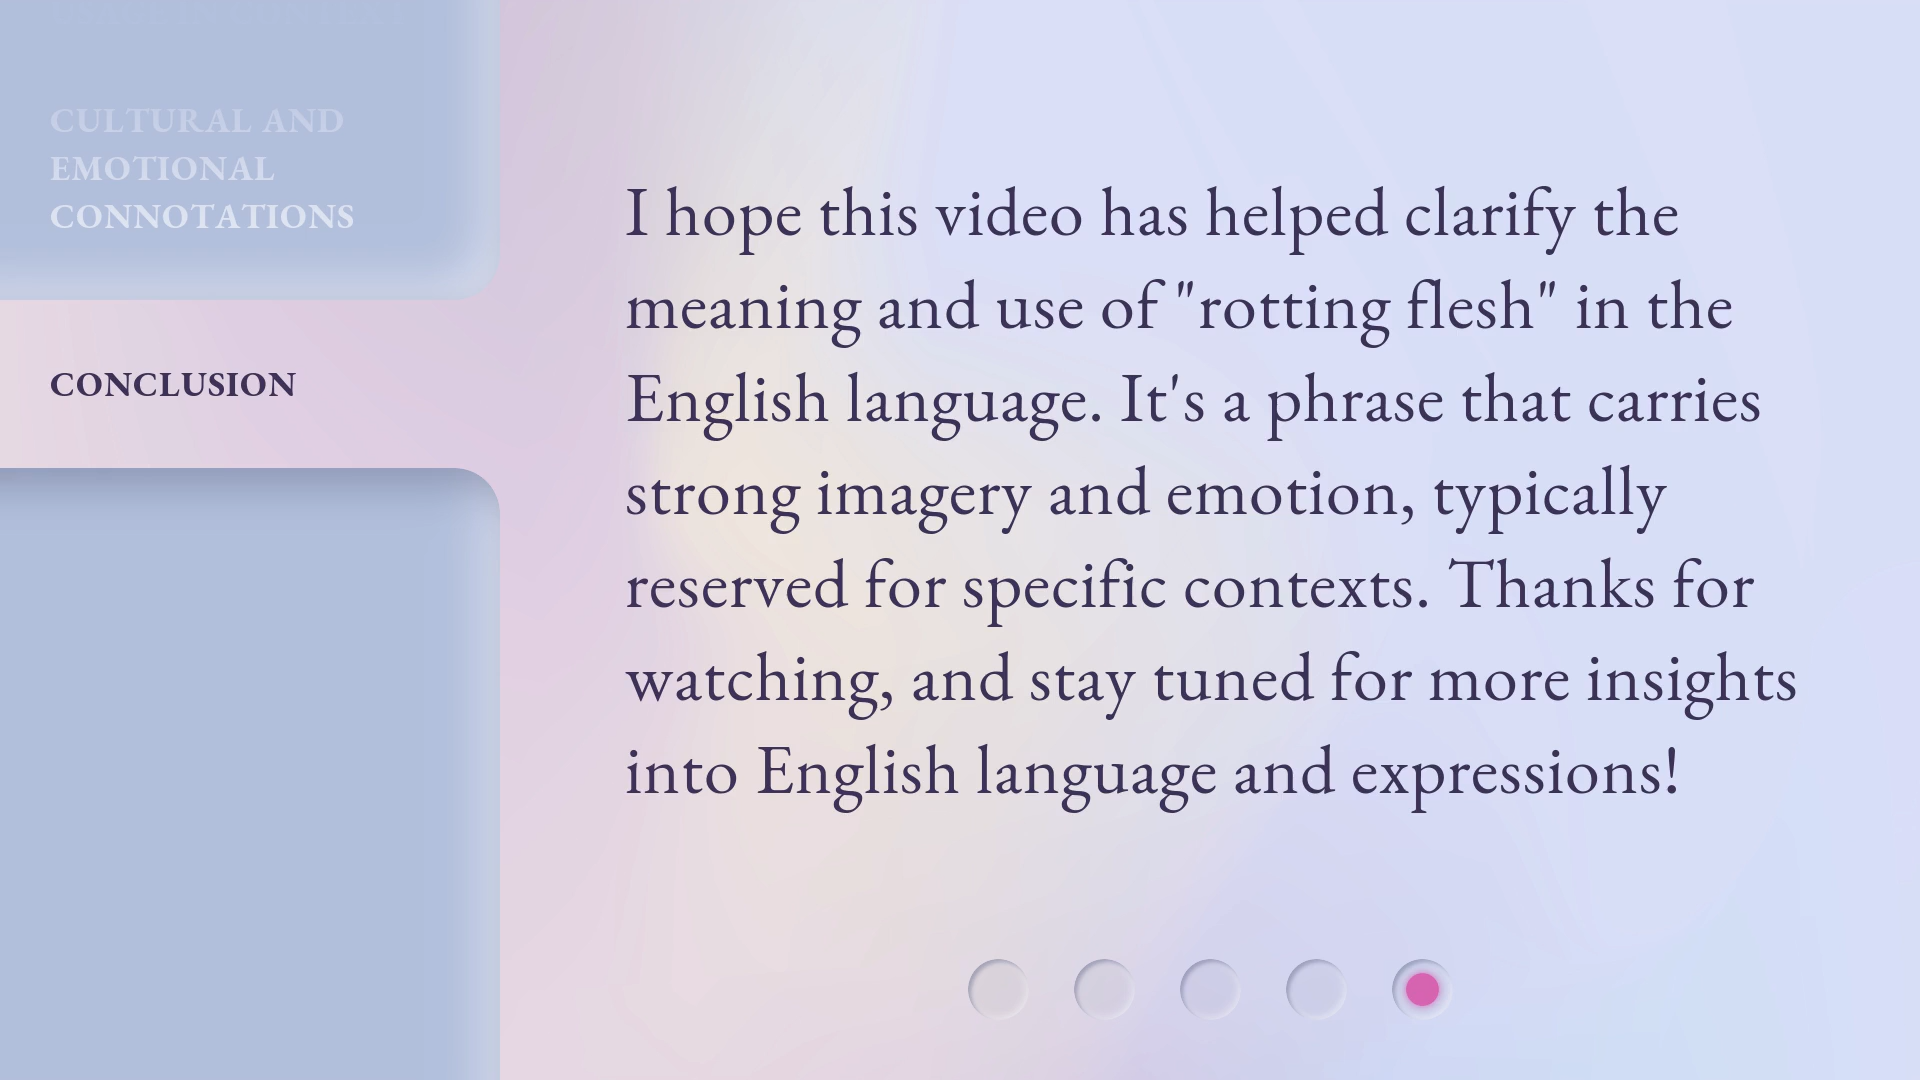 CULTURAL AND
EMOTIONAL
CONNOTATIONS
CONCLUSION
I hope this video has helped clarify the
meaning and use of "rotting flesh" in the
English language. It's a phrase that carries
strong imagery and emotion, typically
reserved for specific contexts. Thanks for
watching, and stay tuned for more insights
into English language and expressions!